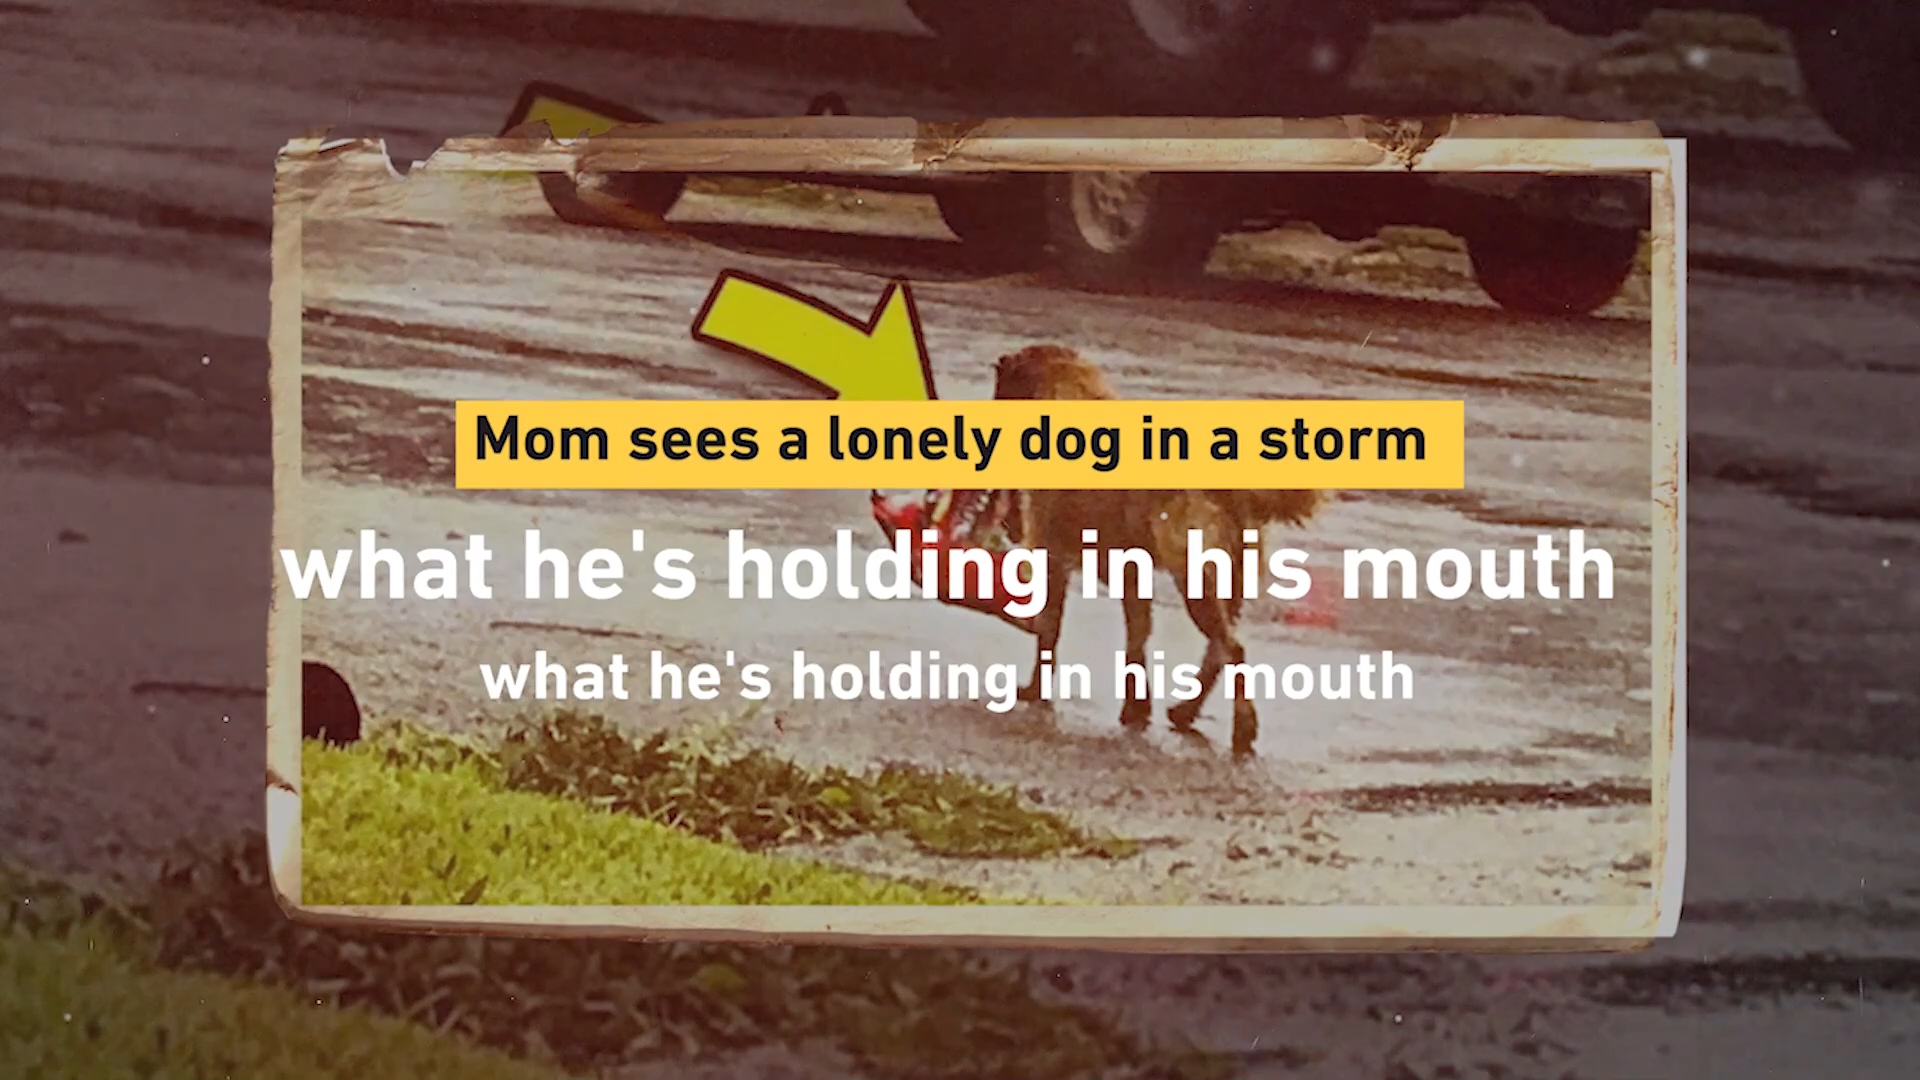 Mom sees a lonely dog in a storm
what he's holding in his mouth
what he's holding in his mouth